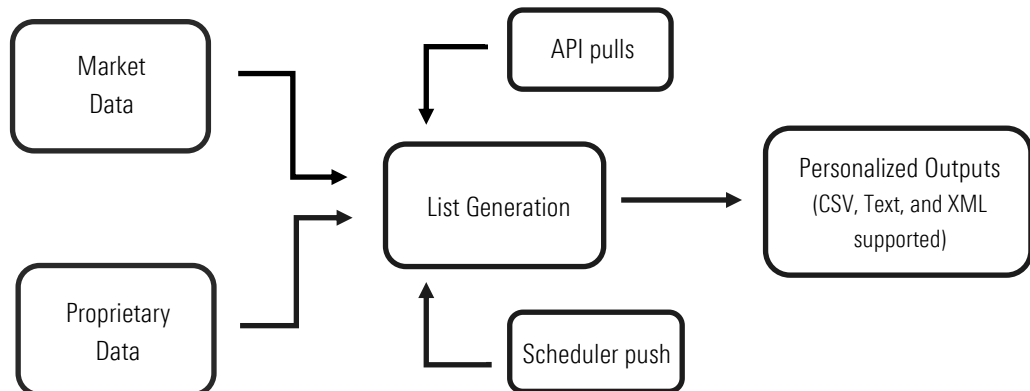 Market
Data
API pulls
List Generation
Personalized Outputs
(CSV, Text, and XML
supported)
Proprietary
Data
Scheduler push